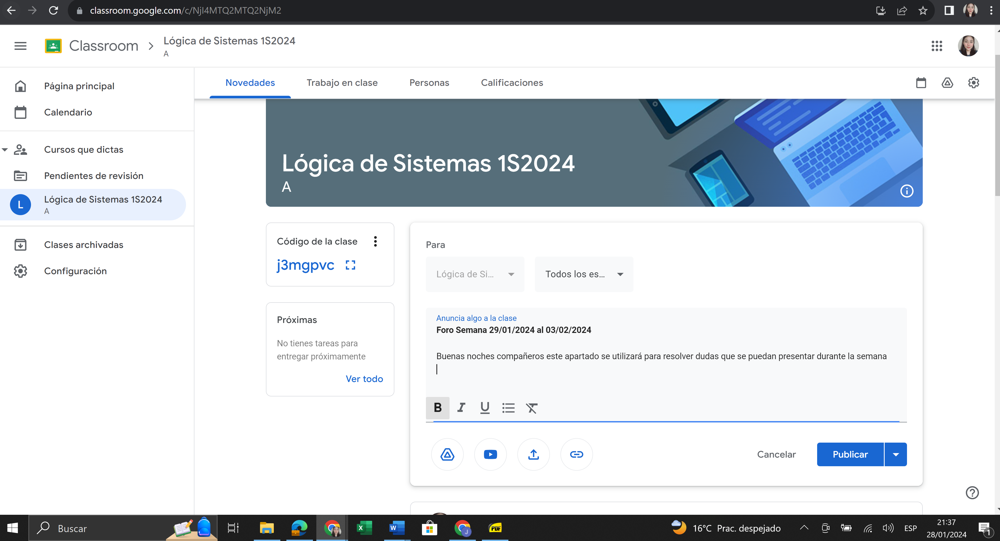 classroom.google.com/c/NjI4MTQ2MTQ2NjM2
Classroom
Lógica de Sistemas 1S2024
A
Página principal
Calendario
Cursos que dictas
Pendientes de revisión
L
Lógica de Sistemas 1S2024
A
Clases archivadas
Configuración
Novedades
Trabajo en clase
Personas
Calificaciones
Lógica de Sistemas 1S2024
A
Código de la clase
j3mgpvc
Próximas
No tienes tareas para
entregar próximamente
Ver todo
Para
Lógica de Si...
Todos los es...
Anuncia algo a la clase
Foro Semana 29/01/2024 al 03/02/2024
Buenas noches compañeros este apartado se utilizará para resolver dudas que se puedan presentar durante la semana
B I U
Cancelar
Publicar
Buscar
X
W
J
PDF
16°C Prac. despejado
ESP
21:37
28/01/2024
1